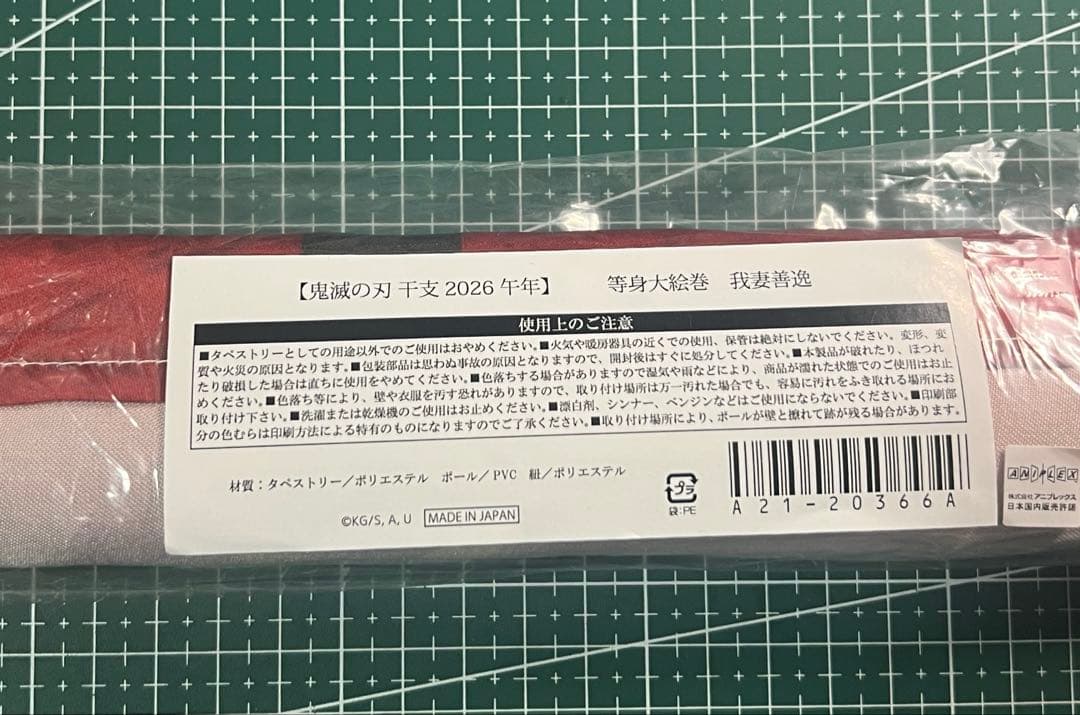 【鬼滅の刃 干支 2026 午年】　等身大絵巻　我妻善逸
使用上のご注意
■タペストリーとしての用途以外でのご使用はおやめください。■火気や暖房器具の近くでの使用、保管は絶対にしないでください。変形、変
質や火災の原因となります。■包装部品は思わぬ事故の原因となりますので、開封後はすぐに処分してください。■本製品が破れたり、ほつれ
たり破損した場合は直ちに使用をやめてください。■色落ちする場合がありますので湿気や雨などにより、商品が濡れた状態でのご使用はお止
めください。■色落ち等により、壁や衣服を汚す恐れがありますので、取り付け場所は万一汚れた場合でも、容易に汚れをふき取れる場所にお
取り付け下さい。■洗濯または乾燥機のご使用はお止めください。■漂白剤、シンナー、ベンジンなどはご使用にならないでください。■印刷部
分の色むらは印刷方法による特有のものになりますのでご了承ください。■取り付け場所により、ポールが壁と擦れて跡が残る場合があります。
材質：タペストリー／ポリエステル　ポール／PVC　紐／ポリエステル
プラ
袋:PE
A21-20366A
©KG/S, A, U　MADE IN JAPAN
ANIPLEX
株式会社 アニプレックス
日本国内販売許諾